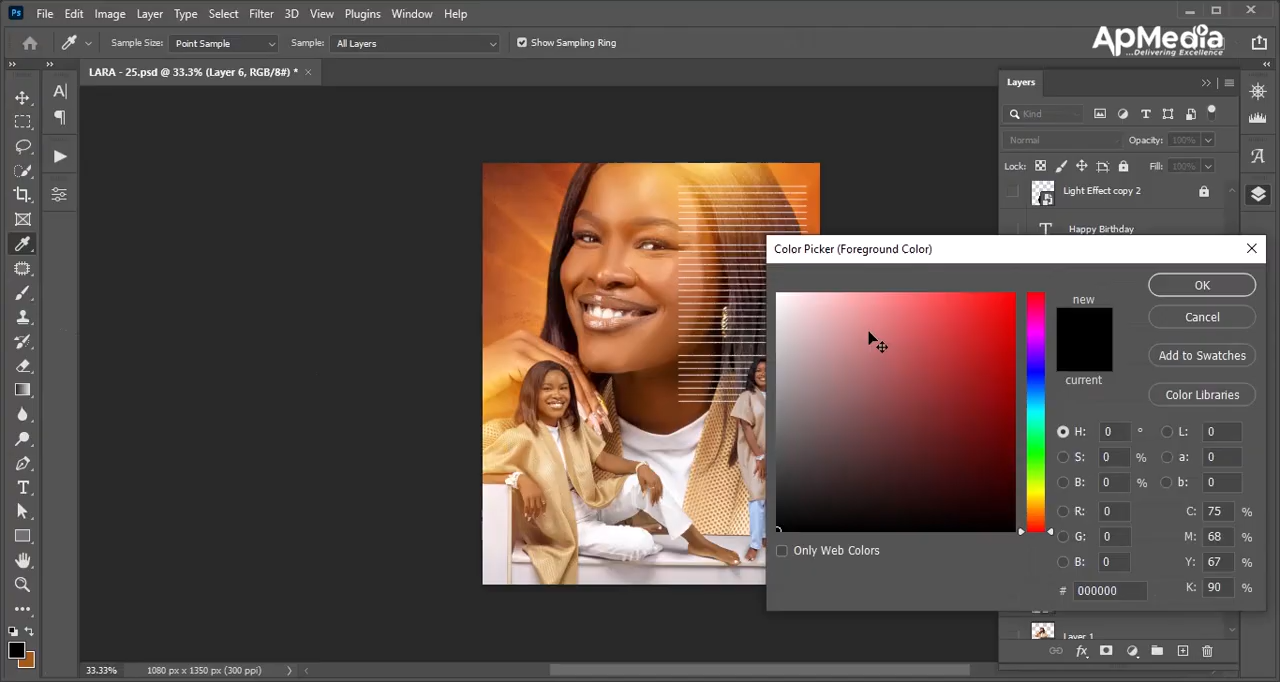 Ps File Edit Image Layer Type Select Filter 3D View Plugins Window Help
Sample Size: Point Sample Sample: All Layers Show Sampling Ring
ApMedia
...Delivering Excellence
LARA - 25.psd @ 33.3% (Layer 6, RGB/8#) * ×
Layers
Kind
Normal Opacity: 100%
Lock: Fill: 100%
Light Effect copy 2
Happy Birthday
Color Picker (Foreground Color)
OK
new
Cancel
Add to Swatches
current
Color Libraries
H: 0 ° L: 0
S: 0 % a: 0
B: 0 % b: 0
R: 0 C: 75 %
G: 0 M: 68 %
B: 0 Y: 67 %
# 000000 K: 90 %
Only Web Colors
Layer 1
33.33% 1080 px x 1350 px (300 ppi)